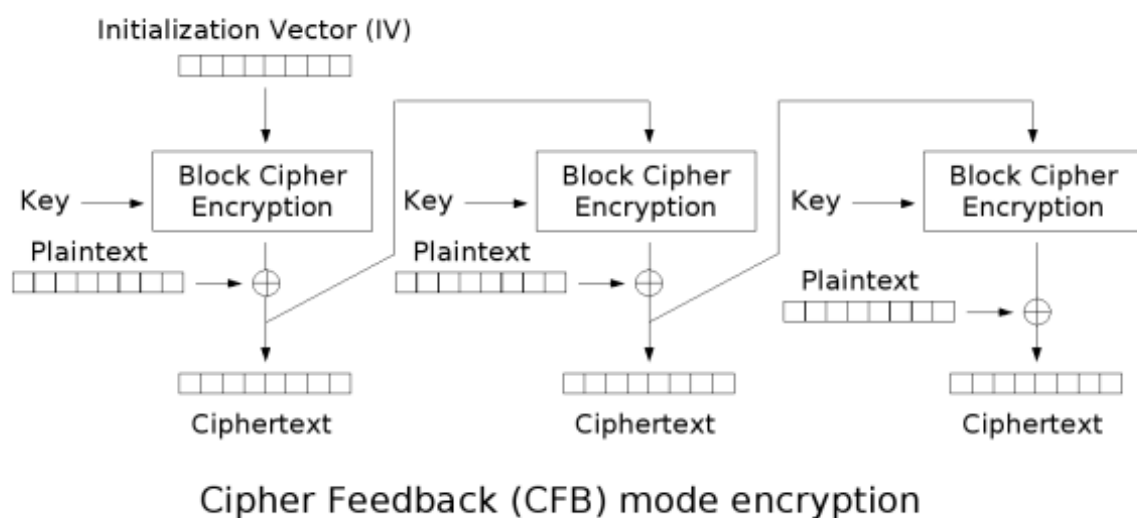 Initialization Vector (IV)
Block Cipher
Encryption
Block Cipher
Encryption
Block Cipher
Encryption
Key
Key
Key
Plaintext
Plaintext
Plaintext
Ciphertext
Ciphertext
Ciphertext
Cipher Feedback (CFB) mode encryption